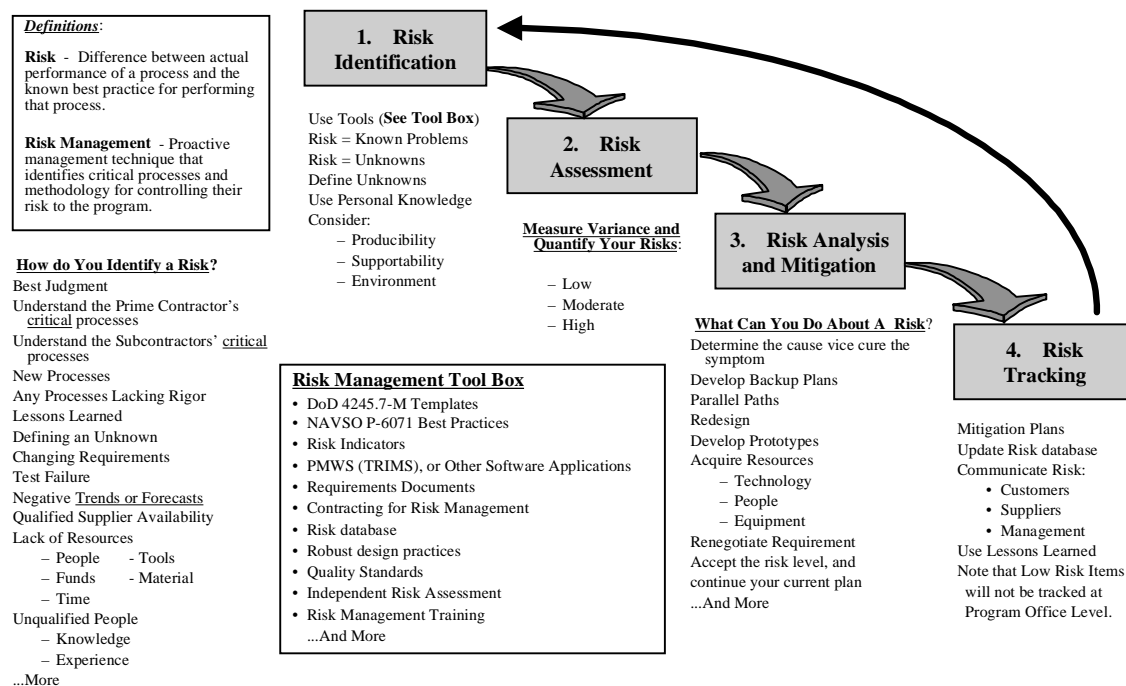 Definitions:
Risk - Difference between actual
performance of a process and the
known best practice for performing
that process.
Risk Management - Proactive
management technique that
identifies critical processes and
methodology for controlling their
risk to the program.
How do You Identify a Risk?
Best Judgment
Understand the Prime Contractor’s
critical processes
Understand the Subcontractors’ critical
processes
New Processes
Any Processes Lacking Rigor
Lessons Learned
Defining an Unknown
Changing Requirements
Test Failure
Negative Trends or Forecasts
Qualified Supplier Availability
Lack of Resources
– People - Tools
– Funds - Material
– Time
Unqualified People
– Knowledge
– Experience
...More
1. Risk
Identification
Use Tools (See Tool Box)
Risk = Known Problems
Risk = Unknowns
Define Unknowns
Use Personal Knowledge
Consider:
– Producibility
– Supportability
– Environment
2. Risk
Assessment
Measure Variance and
Quantify Your Risks:
– Low
– Moderate
– High
Risk Management Tool Box
• DoD 4245.7-M Templates
• NAVSO P-6071 Best Practices
• Risk Indicators
• PMWS (TRIMS), or Other Software Applications
• Requirements Documents
• Contracting for Risk Management
• Risk database
• Robust design practices
• Quality Standards
• Independent Risk Assessment
• Risk Management Training
...And More
3. Risk Analysis
and Mitigation
What Can You Do About A Risk?
Determine the cause vice cure the
symptom
Develop Backup Plans
Parallel Paths
Redesign
Develop Prototypes
Acquire Resources
– Technology
– People
– Equipment
Renegotiate Requirement
Accept the risk level, and
continue your current plan
...And More
4. Risk
Tracking
Mitigation Plans
Update Risk database
Communicate Risk:
• Customers
• Suppliers
• Management
Use Lessons Learned
Note that Low Risk Items
will not be tracked at
Program Office Level.